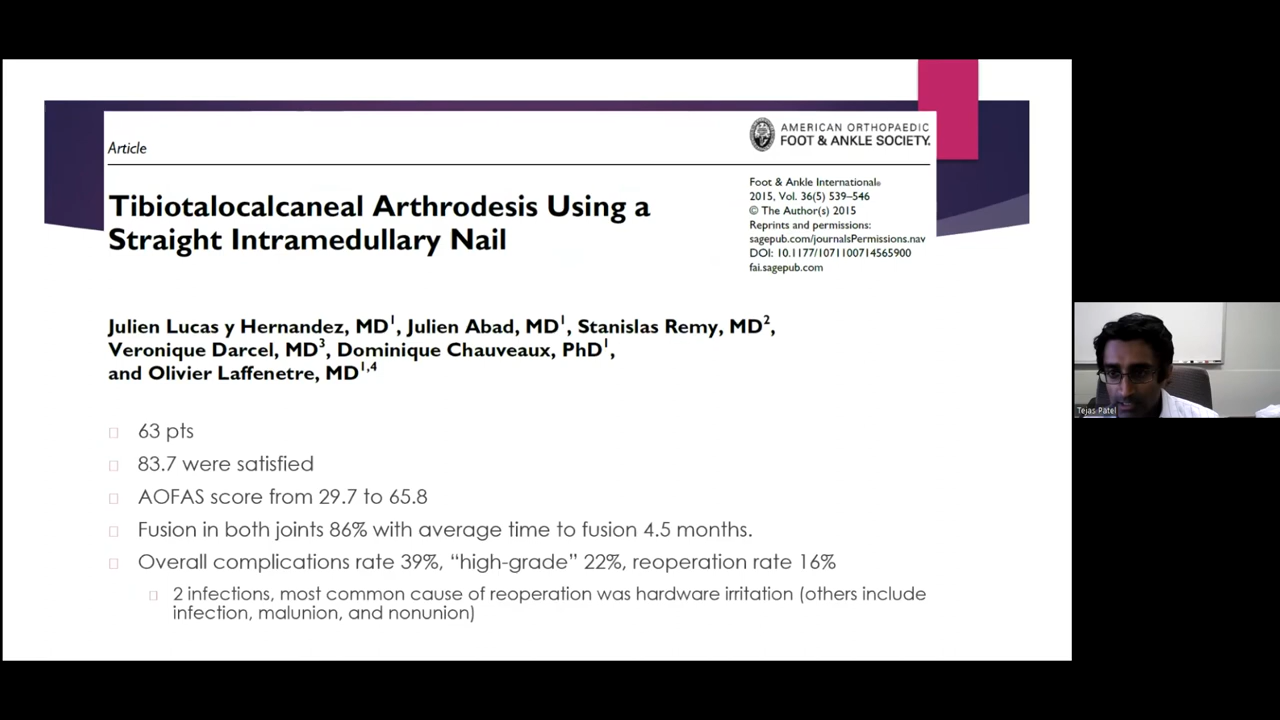 Article
AMERICAN ORTHOPAEDIC
FOOT & ANKLE SOCIETY.
Tibiotalocalcaneal Arthrodesis Using a
Straight Intramedullary Nail
Foot & Ankle International®
2015, Vol. 36(5) 539–546
© The Author(s) 2015
Reprints and permissions:
sagepub.com/journalsPermissions.nav
DOI: 10.1177/1071100714565900
fai.sagepub.com
Julien Lucas y Hernandez, MD1, Julien Abad, MD1, Stanislas Remy, MD2,
Veronique Darcel, MD3, Dominique Chauveaux, PhD1,
and Olivier Laffenetre, MD1,4
63 pts
83.7 were satisfied
AOFAS score from 29.7 to 65.8
Fusion in both joints 86% with average time to fusion 4.5 months.
Overall complications rate 39%, “high-grade” 22%, reoperation rate 16%
2 infections, most common cause of reoperation was hardware irritation (others include
infection, malunion, and nonunion)
Tejas Patel